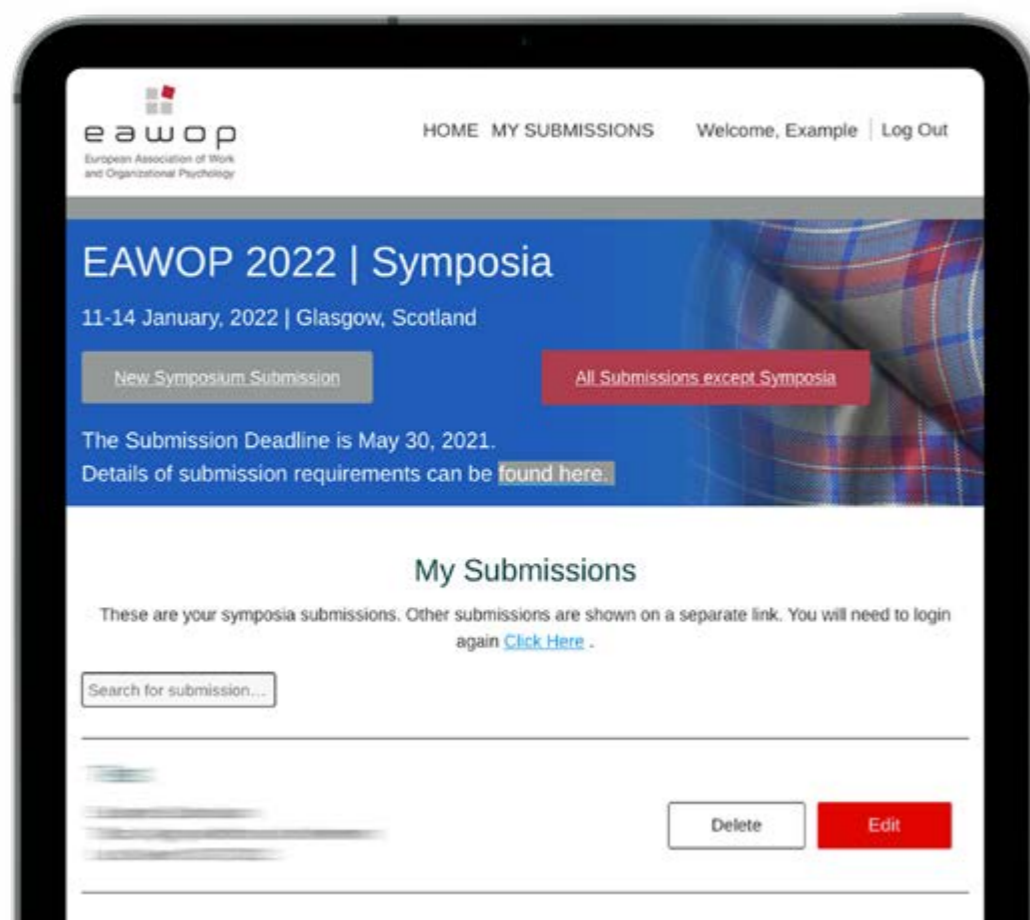 eawop
European Association of Work
and Organizational Psychology
HOME MY SUBMISSIONS Welcome, Example Log Out
EAWOP 2022 | Symposia
11-14 January, 2022 | Glasgow, Scotland
New Symposium Submission All Submissions except Symposia
The Submission Deadline is May 30, 2021.
Details of submission requirements can be found here.
My Submissions
These are your symposia submissions. Other submissions are shown on a separate link. You will need to login
again Click Here .
Search for submission...
Delete Edit